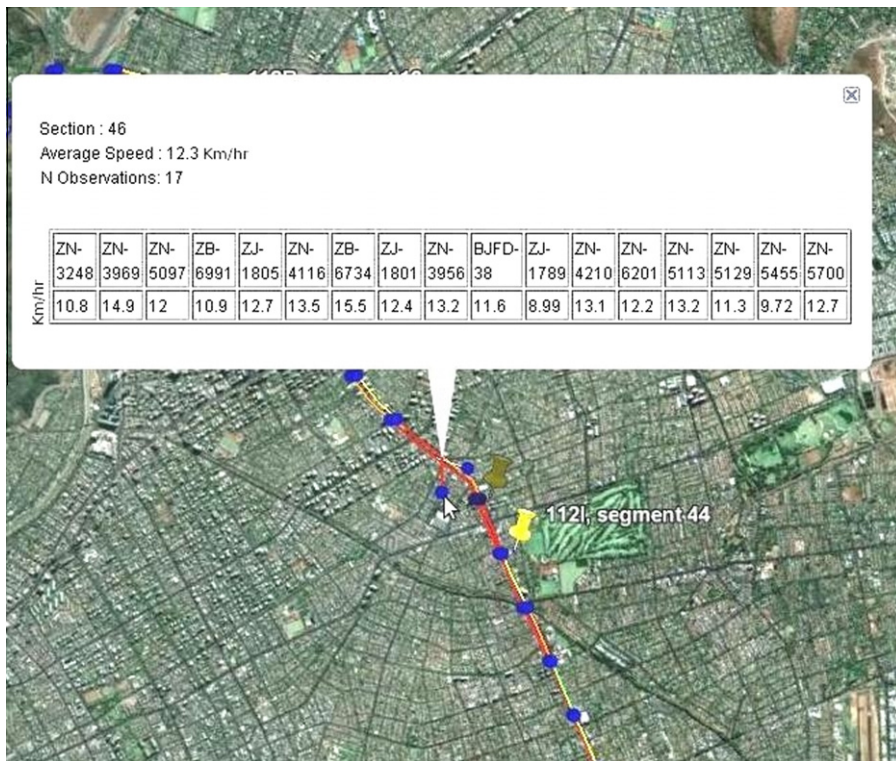 Section : 46
Average Speed : 12.3 Km/hr
N Observations: 17
ZN-3248 ZN-3969 ZN-5097 ZB-6991 ZJ-1805 ZN-4116 ZB-6734 ZJ-1801 ZN-3956 BJFD-38 ZJ-1789 ZN-4210 ZN-6201 ZN-5113 ZN-5129 ZN-5455 ZN-5700
Km/hr 10.8 14.9 12 10.9 12.7 13.5 15.5 12.4 13.2 11.6 8.99 13.1 12.2 13.2 11.3 9.72 12.7
112I, segment 44